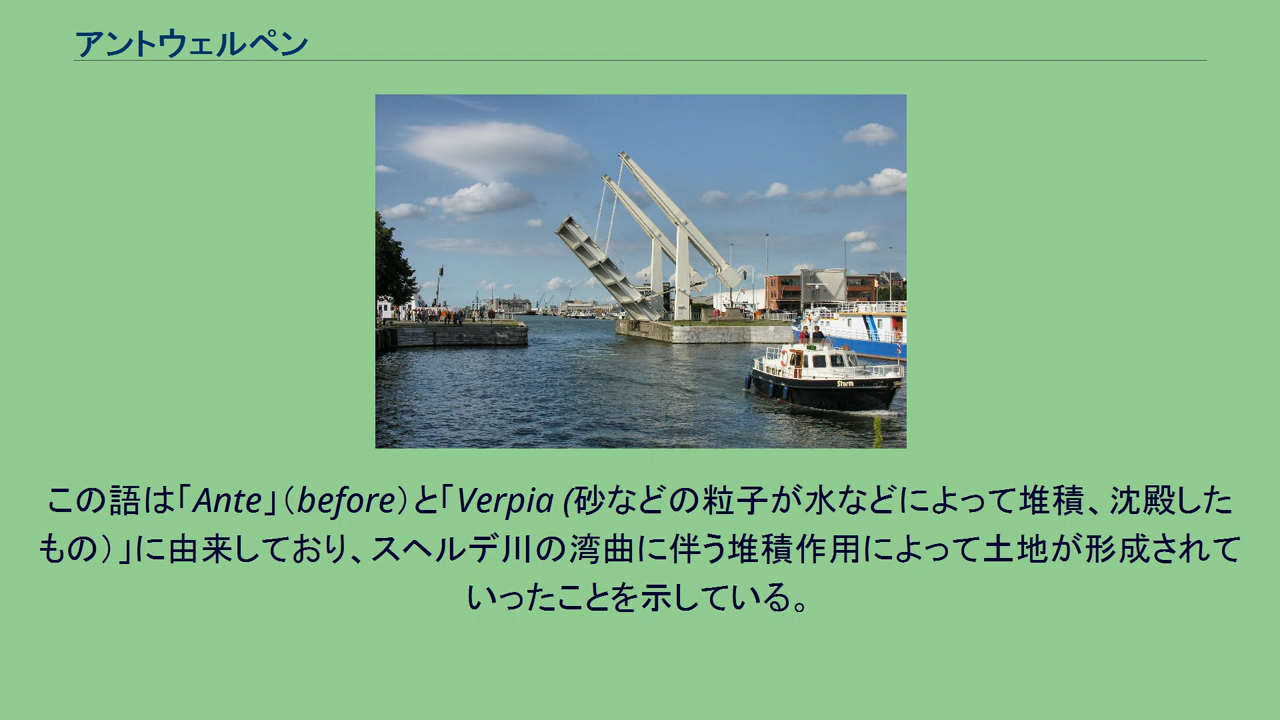 アントウェルペン
Storm
この語は「Ante」（before）と「Verpia (砂などの粒子が水などによって堆積、沈殿した
もの）」に由来しており、スヘルデ川の湾曲に伴う堆積作用によって土地が形成されて
いったことを示している。